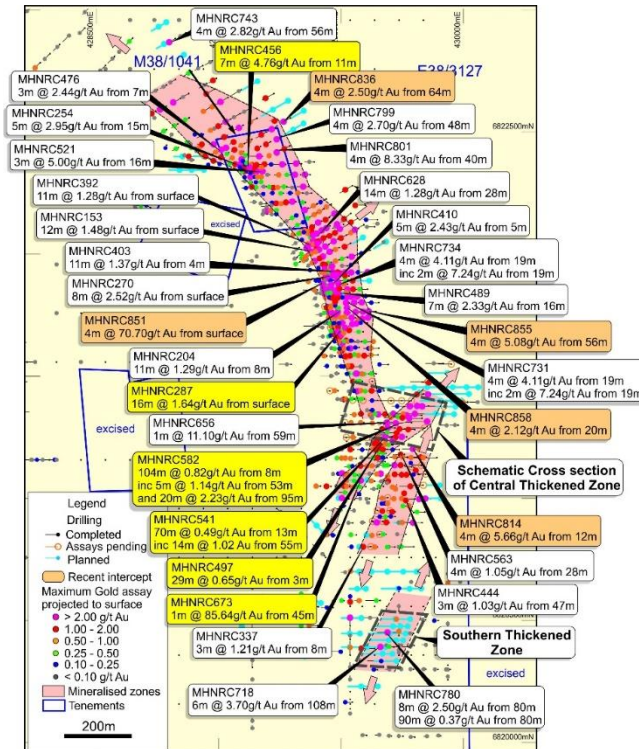 428500mE
430000mE
MHNRC743
4m @ 2.82g/t Au from 56m
M38/1041
MHNRC456
7m @ 4.76g/t Au from 11m
E38/3127
MHNRC476
3m @ 2.44g/t Au from 7m
MHNRC836
4m @ 2.50g/t Au from 64m
MHNRC254
5m @ 2.95g/t Au from 15m
MHNRC799
4m @ 2.70g/t Au from 48m
6822500mN
MHNRC521
3m @ 5.00g/t Au from 16m
MHNRC801
4m @ 8.33g/t Au from 40m
MHNRC392
11m @ 1.28g/t Au from surface
MHNRC628
14m @ 1.28g/t from 28m
MHNRC153
12m @ 1.48g/t Au from surface
excised
MHNRC410
5m @ 2.43g/t Au from 5m
MHNRC403
11m @ 1.37g/t Au from 4m
MHNRC734
4m @ 4.11g/t Au from 19m
inc 2m @ 7.24g/t Au from 19m
MHNRC270
8m @ 2.52g/t Au from surface
MHNRC489
7m @ 2.33g/t Au from 16m
MHNRC851
4m @ 70.70g/t Au from surface
MHNRC855
4m @ 5.08g/t Au from 56m
MHNRC204
11m @ 1.29g/t Au from 8m
MHNRC731
4m @ 4.11g/t Au from 19m
inc 2m @ 7.24g/t Au from 19m
MHNRC287
16m @ 1.64g/t Au from surface
MHNRC858
4m @ 2.12g/t Au from 20m
excised
MHNRC656
1m @ 11.10g/t Au from 59m
MHNRC582
104m @ 0.82g/t Au from 8m
inc 5m @ 1.14g/t Au from 53m
and 20m @ 2.23g/t Au from 95m
Schematic Cross section
of Central Thickened Zone
MHNRC541
70m @ 0.49g/t Au from 13m
inc 14m @ 1.02 Au from 55m
MHNRC814
4m @ 5.66g/t Au from 12m
MHNRC497
29m @ 0.65g/t Au from 3m
MHNRC563
4m @ 1.05g/t Au from 28m
MHNRC673
1m @ 85.64g/t Au from 45m
MHNRC444
3m @ 1.03g/t Au from 47m
MHNRC337
3m @ 1.21g/t Au from 8m
Southern Thickened
Zone
MHNRC718
6m @ 3.70g/t Au from 108m
MHNRC780
8m @ 2.50g/t Au from 80m
90m @ 0.37g/t Au from 80m
excised
6820000mN
Legend
Drilling
Completed
Assays pending
Planned
Recent intercept
Maximum Gold assay
projected to surface
> 2.00 g/t Au
1.00 - 2.00
0.50 - 1.00
0.25 - 0.50
0.10 - 0.25
< 0.10 g/t Au
Mineralised zones
Tenements
200m